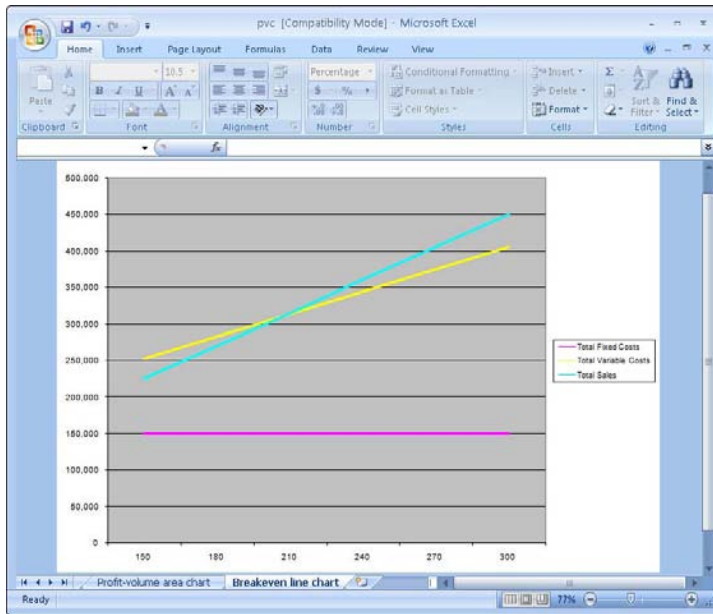 pvc [Compatibility Mode] - Microsoft Excel
Home Insert Page Layout Formulas Data Review View
Paste
10.5
B I U A A
Percentage
$ % ,
Conditional Formatting
Format as Table
Cell Styles
Insert
Delete
Format
Σ
Sort & Filter
Find & Select
Clipboard Font Alignment Number Styles Cells Editing
fx
500,000
450,000
400,000
350,000
300,000
250,000
200,000
150,000
100,000
50,000
0
150 180 210 240 270 300
Total Fixed Costs
Total Variable Costs
Total Sales
Profit-volume area chart Breakeven line chart
Ready
77%